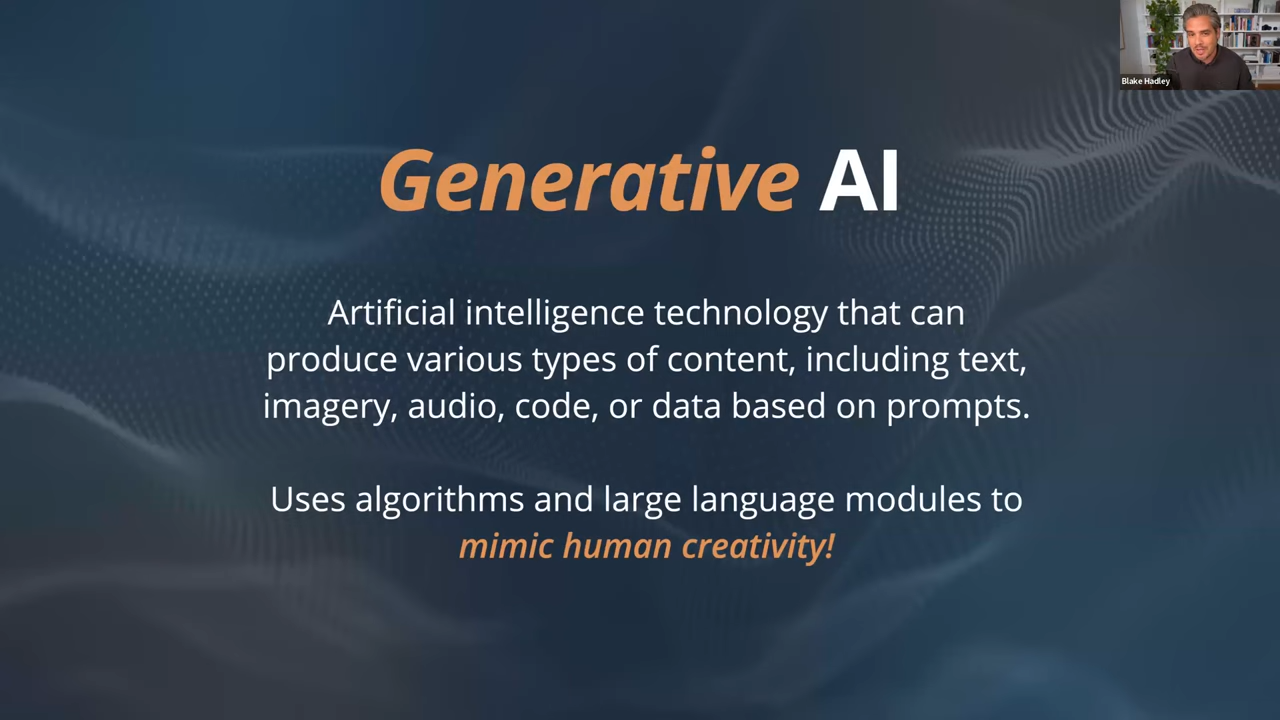 Blake Hadley
Generative AI
Artificial intelligence technology that can
produce various types of content, including text,
imagery, audio, code, or data based on prompts.
Uses algorithms and large language modules to
mimic human creativity!